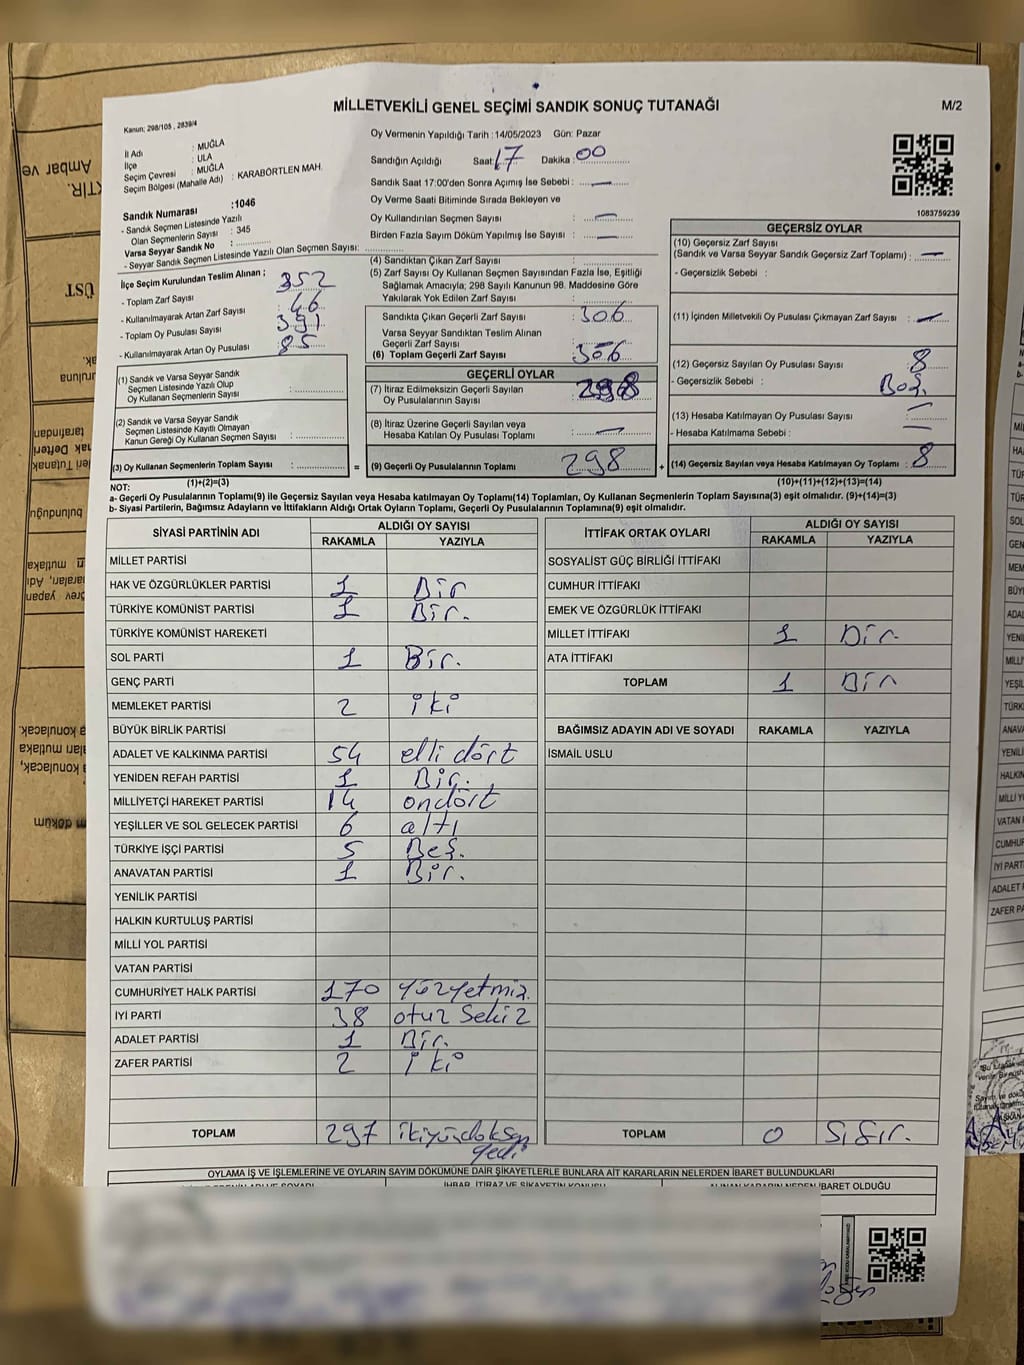 MİLLETVEKİLİ GENEL SEÇİMİ SANDIK SONUÇ TUTANAĞI
M/2
Kanun; 298/105 , 2839/4
İl Adı : MUĞLA
İlçe : ULA
Seçim Çevresi : MUĞLA
Seçim Bölgesi (Mahalle Adı) : KARABÖRTLEN MAH.
Sandık Numarası :1046
- Sandık Seçmen Listesinde Yazılı
Olan Seçmenlerin Sayısı : 345
Varsa Seyyar Sandık No :
- Seyyar Sandık Seçmen Listesinde Yazılı Olan Seçmen Sayısı:
İlçe Seçim Kurulundan Teslim Alınan ;
- Toplam Zarf Sayısı : 352
- Kullanılmayarak Artan Zarf Sayısı : 46
- Toplam Oy Pusulası Sayısı : 391
- Kullanılmayarak Artan Oy Pusulası : 85
Oy Vermenin Yapıldığı Tarih :14/05/2023 Gün: Pazar
Sandığın Açıldığı Saat: 17 Dakika : 00
Sandık Saat 17:00'den Sonra Açımış İse Sebebi : —
Oy Verme Saati Bitiminde Sırada Bekleyen ve
Oy Kullandırılan Seçmen Sayısı : —
Birden Fazla Sayım Döküm Yapılmış İse Sayısı : —
(4) Sandıktan Çıkan Zarf Sayısı :
(5) Zarf Sayısı Oy Kullanan Seçmen Sayısından Fazla İse, Eşitliği
Sağlamak Amacıyla; 298 Sayılı Kanunun 98. Maddesine Göre
Yakılarak Yok Edilen Zarf Sayısı :
Sandıkta Çıkan Geçerli Zarf Sayısı : 306
Varsa Seyyar Sandıktan Teslim Alınan
Geçerli Zarf Sayısı :
(6) Toplam Geçerli Zarf Sayısı : 306
1083759239
GEÇERSİZ OYLAR
(10) Geçersiz Zarf Sayısı
(Sandık ve Varsa Seyyar Sandık Geçersiz Zarf Toplamı) : —
- Geçersizlik Sebebi :
(11) İçinden Milletvekili Oy Pusulası Çıkmayan Zarf Sayısı : —
(12) Geçersiz Sayılan Oy Pusulası Sayısı : 8
- Geçersizlik Sebebi : Boş.
(13) Hesaba Katılmayan Oy Pusulası Sayısı : —
- Hesaba Katılmama Sebebi : —
(14) Geçersiz Sayılan veya Hesaba Katılmayan Oy Toplamı : 8
(10)+(11)+(12)+(13)=(14)
(1) Sandık ve Varsa Seyyar Sandık
Seçmen Listesinde Yazılı Olup
Oy Kullanan Seçmenlerin Sayısı :
(2) Sandık ve Varsa Seyyar Sandık
Seçmen Listesinde Kayıtlı Olmayan
Kanun Gereği Oy Kullanan Seçmen Sayısı :
(3) Oy Kullanan Seçmenlerin Toplam Sayısı : =
(1)+(2)=(3)
GEÇERLİ OYLAR
(7) İtiraz Edilmeksizin Geçerli Sayılan
Oy Pusulalarının Sayısı : 298
(8) İtiraz Üzerine Geçerli Sayılan veya
Hesaba Katılan Oy Pusulası Toplamı : —
(9) Geçerli Oy Pusulalarının Toplamı : 298 +
NOT:
a- Geçerli Oy Pusulalarının Toplamı(9) ile Geçersiz Sayılan veya Hesaba katılmayan Oy Toplamı(14) Toplamları, Oy Kullanan Seçmenlerin Toplam Sayısına(3) eşit olmalıdır. (9)+(14)=(3)
b- Siyasi Partilerin, Bağımsız Adayların ve İttifakların Aldığı Ortak Oyların Toplamı, Geçerli Oy Pusulalarının Toplamına(9) eşit olmalıdır.
SİYASİ PARTİNİN ADI ALDIĞI OY SAYISI
RAKAMLA YAZIYLA
MİLLET PARTİSİ
HAK VE ÖZGÜRLÜKLER PARTİSİ 1 Bir
TÜRKİYE KOMÜNİST PARTİSİ 1 Bir.
TÜRKİYE KOMÜNİST HAREKETİ
SOL PARTİ 1 Bir.
GENÇ PARTİ
MEMLEKET PARTİSİ 2 iki
BÜYÜK BİRLİK PARTİSİ
ADALET VE KALKINMA PARTİSİ 54 elli dört
YENİDEN REFAH PARTİSİ 1 Bir.
MİLLİYETÇİ HAREKET PARTİSİ 14 ondört
YEŞİLLER VE SOL GELECEK PARTİSİ 6 altı
TÜRKİYE İŞÇİ PARTİSİ 5 Beş.
ANAVATAN PARTİSİ 1 Bir.
YENİLİK PARTİSİ
HALKIN KURTULUŞ PARTİSİ
MİLLİ YOL PARTİSİ
VATAN PARTİSİ
CUMHURİYET HALK PARTİSİ 170 yüzyetmiz.
İYİ PARTİ 38 otuz Sekiz
ADALET PARTİSİ 1 Bir.
ZAFER PARTİSİ 2 iki
TOPLAM 297 ikiyüzdoksen
yedi
İTTİFAK ORTAK OYLARI ALDIĞI OY SAYISI
RAKAMLA YAZIYLA
SOSYALİST GÜÇ BİRLİĞİ İTTİFAKI
CUMHUR İTTİFAKI
EMEK VE ÖZGÜRLÜK İTTİFAKI
MİLLET İTTİFAKI 1 Bir.
ATA İTTİFAKI
TOPLAM 1 Bir
BAĞIMSIZ ADAYIN ADI VE SOYADI RAKAMLA YAZIYLA
İSMAİL USLU
TOPLAM 0 Sıfır.
OYLAMA İŞ VE İŞLEMLERİNE VE OYLARIN SAYIM DÖKÜMÜNE DAİR ŞİKAYETLERLE BUNLARA AİT KARARLARIN NELERDEN İBARET BULUNDUKLARI
İHBAR, İTİRAZ VE ŞİKAYETİN KONUSU
ALINAN KARARIN NEDEN İBARET OLDUĞU
Ambar ve
ÜST
tarafından
bulunduğu